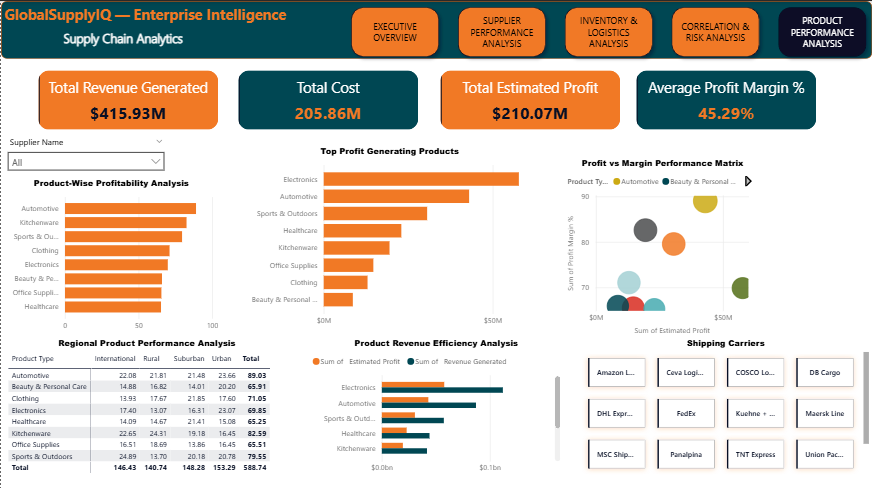 GlobalSupplyIQ — Enterprise Intelligence
Supply Chain Analytics
EXECUTIVE
OVERVIEW
SUPPLIER
PERFORMANCE
ANALYSIS
INVENTORY &
LOGISTICS
ANALYSIS
CORRELATION &
RISK ANALYSIS
PRODUCT
PERFORMANCE
ANALYSIS
Total Revenue Generated
$415.93M
Total Cost
205.86M
Total Estimated Profit
$210.07M
Average Profit Margin %
45.29%
Supplier Name
All
Product-Wise Profitability Analysis
Automotive
Kitchenware
Sports & Ou...
Clothing
Electronics
Beauty & Pe...
Office Suppli...
Healthcare
0 50 100
Top Profit Generating Products
Electronics
Automotive
Sports & Outdoors
Healthcare
Kitchenware
Office Supplies
Clothing
Beauty & Personal ...
$0M $50M
Profit vs Margin Performance Matrix
Product Ty... Automotive Beauty & Personal ...
Sum of Profit Margin %
90
80
70
$0M $50M
Sum of Estimated Profit
Regional Product Performance Analysis
Product Type International Rural Suburban Urban Total
Automotive 22.08 21.81 21.48 23.66 89.03
Beauty & Personal Care 14.88 16.82 14.01 20.20 65.91
Clothing 13.93 17.67 21.85 17.60 71.05
Electronics 17.40 13.07 16.31 23.07 69.85
Healthcare 14.09 14.67 21.41 15.08 65.25
Kitchenware 22.65 24.31 19.18 16.45 82.59
Office Supplies 16.51 18.69 13.86 16.45 65.51
Sports & Outdoors 24.89 13.70 20.18 20.78 79.55
Total 146.43 140.74 148.28 153.29 588.74
Product Revenue Efficiency Analysis
Sum of Estimated Profit Sum of Revenue Generated
Electronics
Automotive
Sports & Outd...
Healthcare
Kitchenware
$0.0bn $0.1bn
Shipping Carriers
Amazon L... Ceva Logi... COSCO Lo... DB Cargo
DHL Expr... FedEx Kuehne + ... Maersk Line
MSC Ship... Panalpina TNT Express Union Pac...